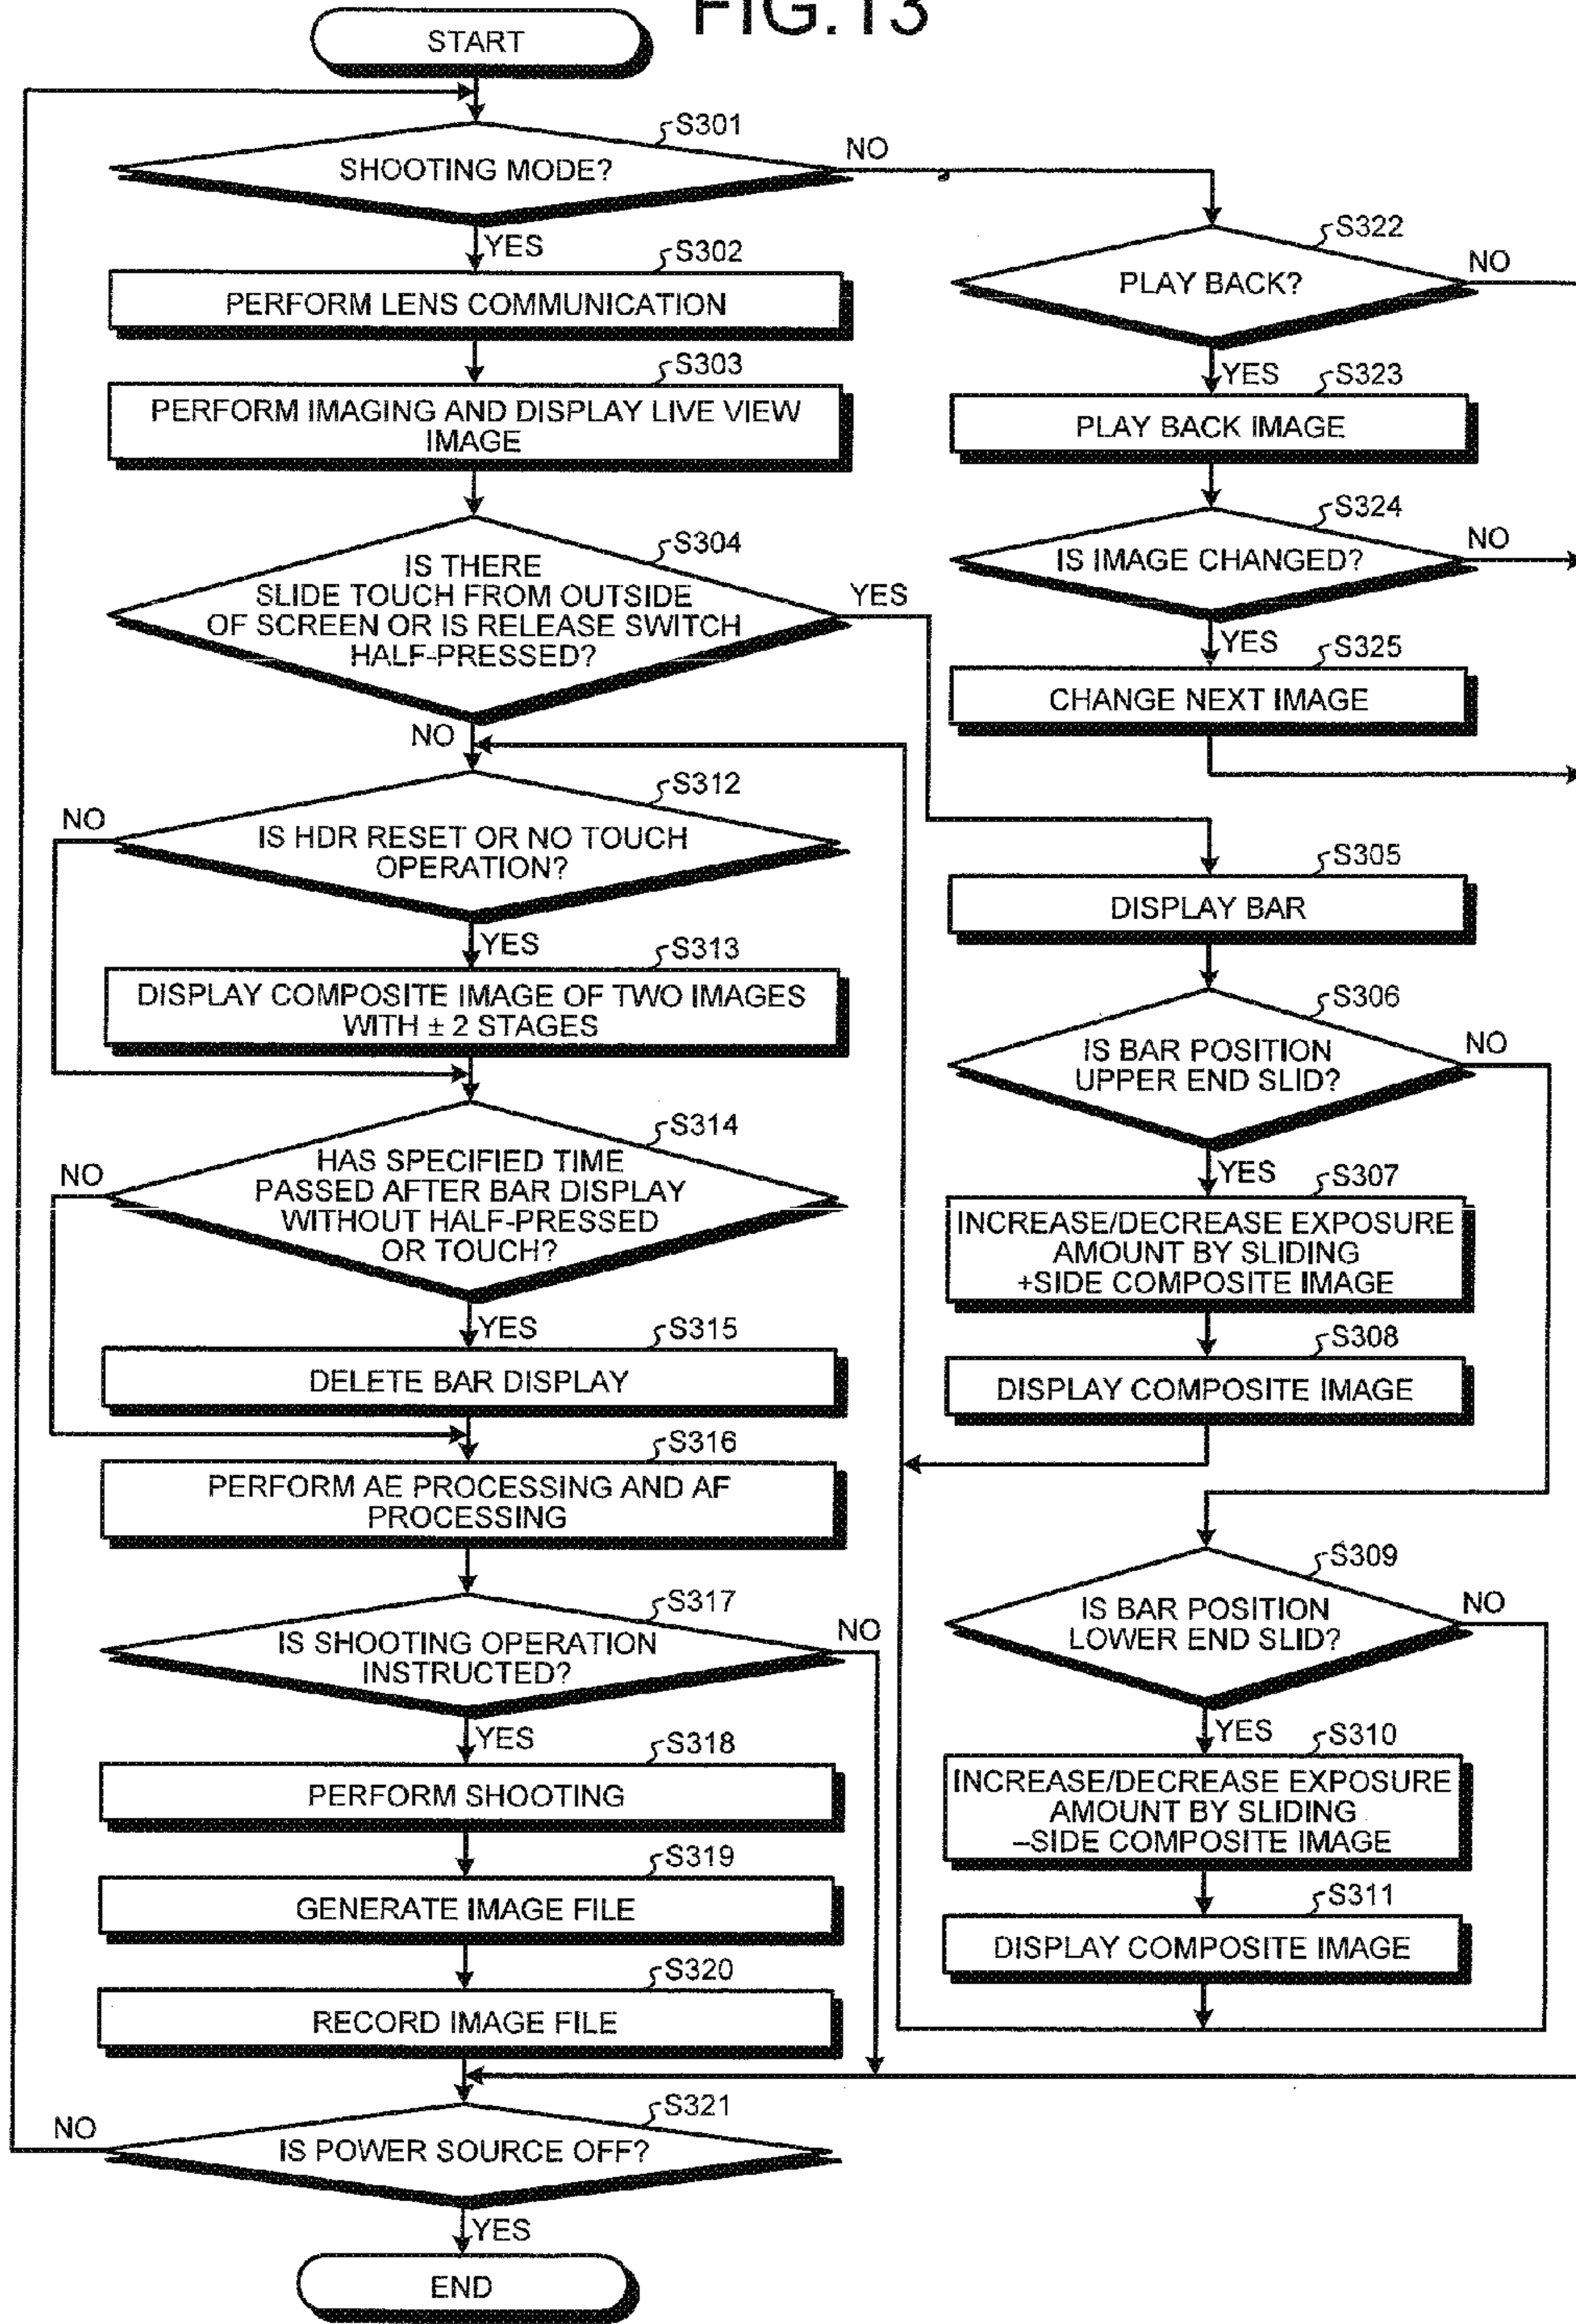 FIG.13
START
S301
SHOOTING MODE?
NO
YES
S302
PERFORM LENS COMMUNICATION
S303
PERFORM IMAGING AND DISPLAY LIVE VIEW
IMAGE
S304
IS THERE
SLIDE TOUCH FROM OUTSIDE
OF SCREEN OR IS RELEASE SWITCH
HALF-PRESSED?
YES
NO
S312
IS HDR RESET OR NO TOUCH
OPERATION?
NO
YES
S313
DISPLAY COMPOSITE IMAGE OF TWO IMAGES
WITH ± 2 STAGES
S314
HAS SPECIFIED TIME
PASSED AFTER BAR DISPLAY
WITHOUT HALF-PRESSED
OR TOUCH?
NO
YES
S315
DELETE BAR DISPLAY
S316
PERFORM AE PROCESSING AND AF
PROCESSING
S317
IS SHOOTING OPERATION
INSTRUCTED?
NO
YES
S318
PERFORM SHOOTING
S319
GENERATE IMAGE FILE
S320
RECORD IMAGE FILE
S321
IS POWER SOURCE OFF?
NO
YES
END
S322
PLAY BACK?
NO
YES
S323
PLAY BACK IMAGE
S324
IS IMAGE CHANGED?
NO
YES
S325
CHANGE NEXT IMAGE
S305
DISPLAY BAR
S306
IS BAR POSITION
UPPER END SLID?
NO
YES
S307
INCREASE/DECREASE EXPOSURE
AMOUNT BY SLIDING
+SIDE COMPOSITE IMAGE
S308
DISPLAY COMPOSITE IMAGE
S309
IS BAR POSITION
LOWER END SLID?
NO
YES
S310
INCREASE/DECREASE EXPOSURE
AMOUNT BY SLIDING
–SIDE COMPOSITE IMAGE
S311
DISPLAY COMPOSITE IMAGE